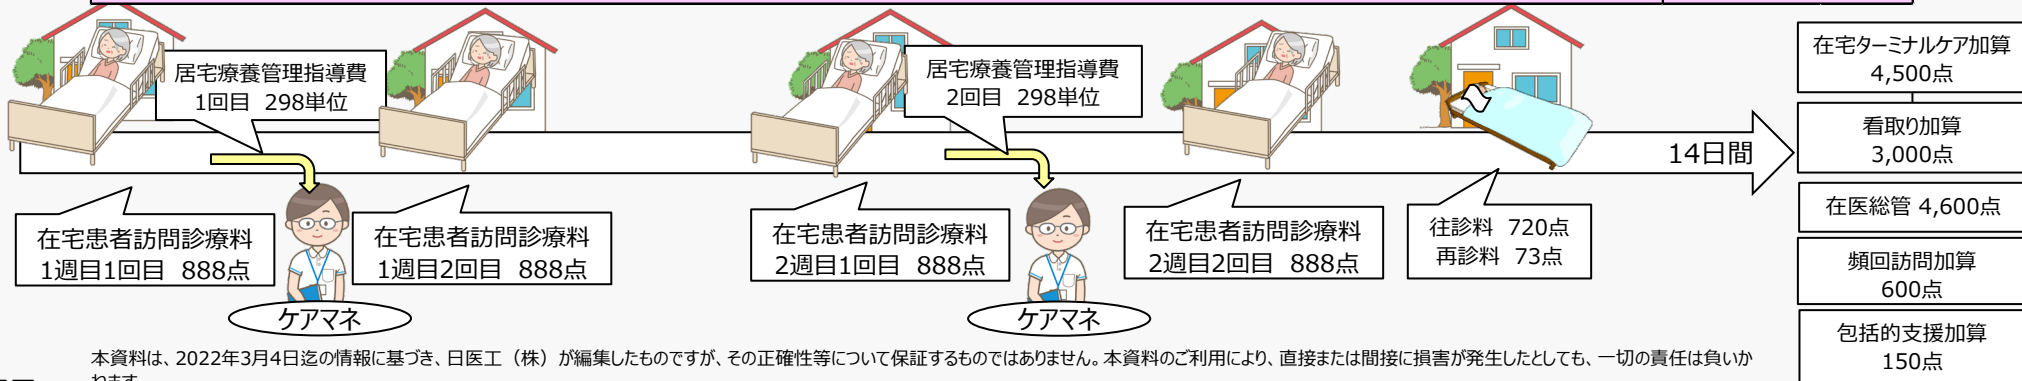 居宅療養管理指導費
1回目 298単位
居宅療養管理指導費
2回目 298単位
14日間
在宅患者訪問診療料
1週目1回目 888点
ケアマネ
在宅患者訪問診療料
1週目2回目 888点
在宅患者訪問診療料
2週目1回目 888点
ケアマネ
在宅患者訪問診療料
2週目2回目 888点
往診料 720点
再診料 73点
在宅ターミナルケア加算
4,500点
看取り加算
3,000点
在医総管 4,600点
頻回訪問加算
600点
包括的支援加算
150点
本資料は、2022年3月4日迄の情報に基づき、日医工（株）が編集したものですが、その正確性等について保証するものではありません。本資料のご利用により、直接または間接に損害が発生したとしても、一切の責任は負いか